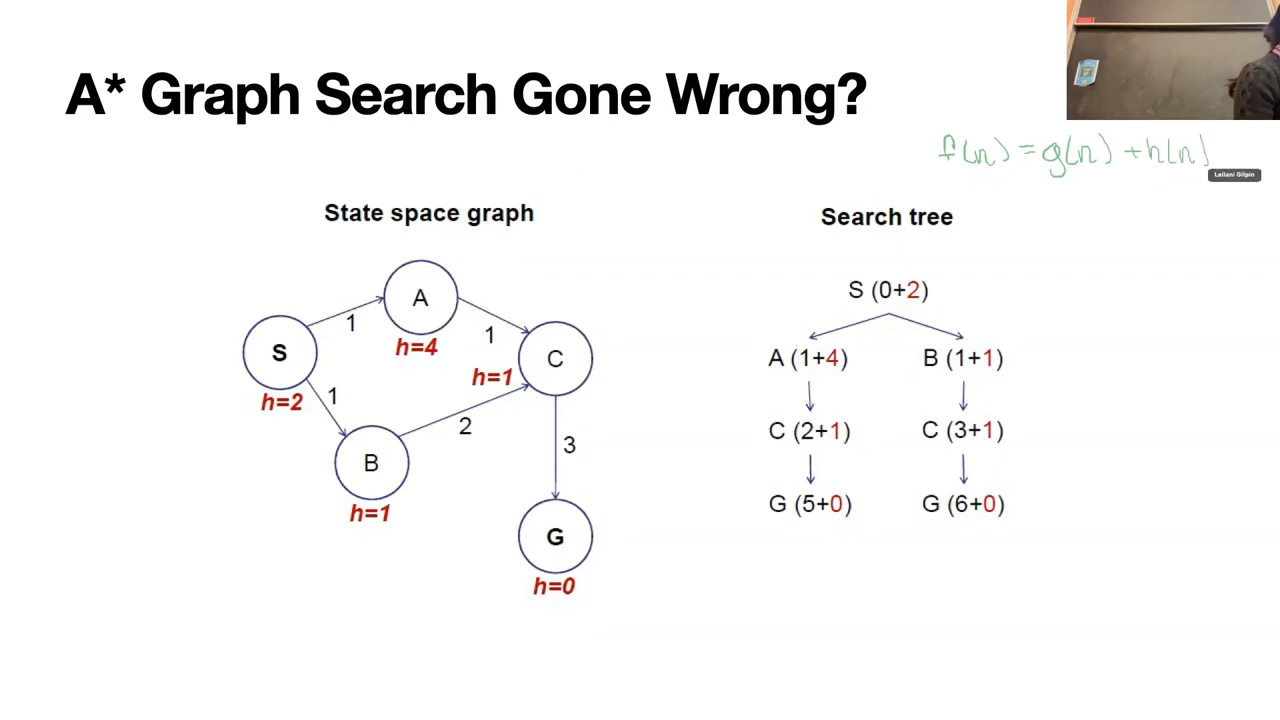 A* Graph Search Gone Wrong?
f(n) = g(n) + h(n)
Leilani Gilpin
State space graph
Search tree
S
h=2
A
h=4
C
h=1
B
h=1
G
h=0
1
1
1
2
3
S (0+2)
A (1+4)
B (1+1)
C (2+1)
C (3+1)
G (5+0)
G (6+0)